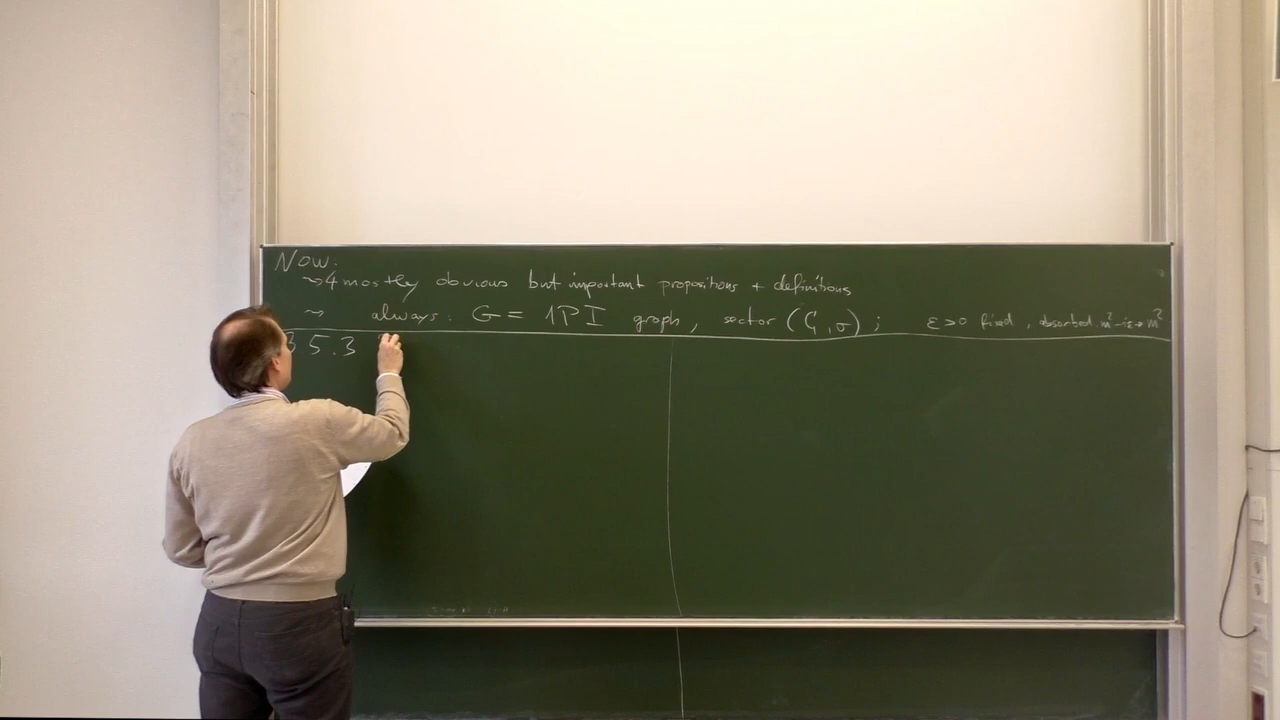 Now:
~> 4 mostly obvious but important propositions + definitions
~> always: G = 1PI graph, sector (ζ, σ); ε>0 fixed, absorbed m²-iε→m²
35.3